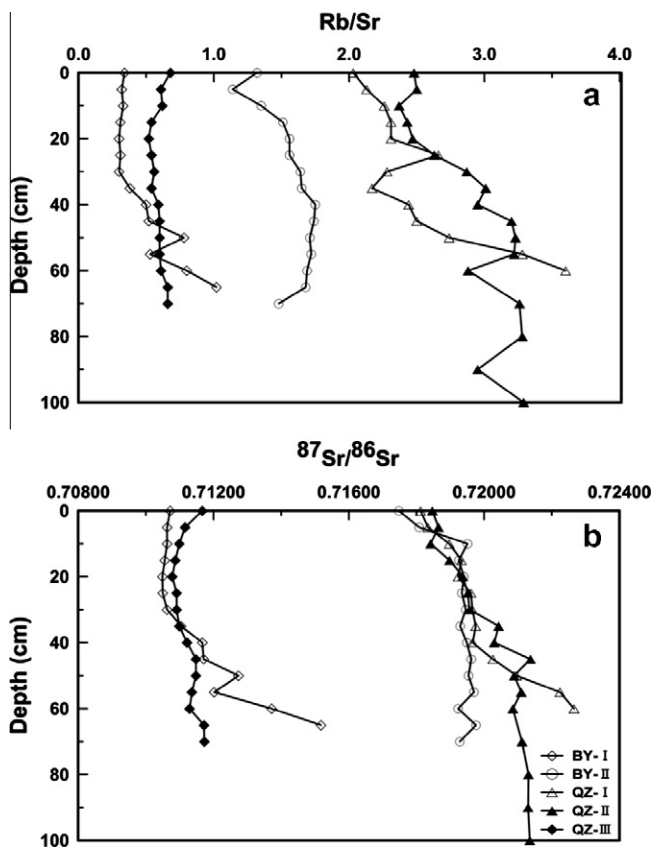 Rb/Sr
0.0 1.0 2.0 3.0 4.0
a
0
20
40
60
80
100
Depth (cm)
87Sr/86Sr
0.70800 0.71200 0.71600 0.72000 0.72400
b
0
20
40
60
80
100
Depth (cm)
BY-Ⅰ
BY-Ⅱ
QZ-Ⅰ
QZ-Ⅱ
QZ-Ⅲ